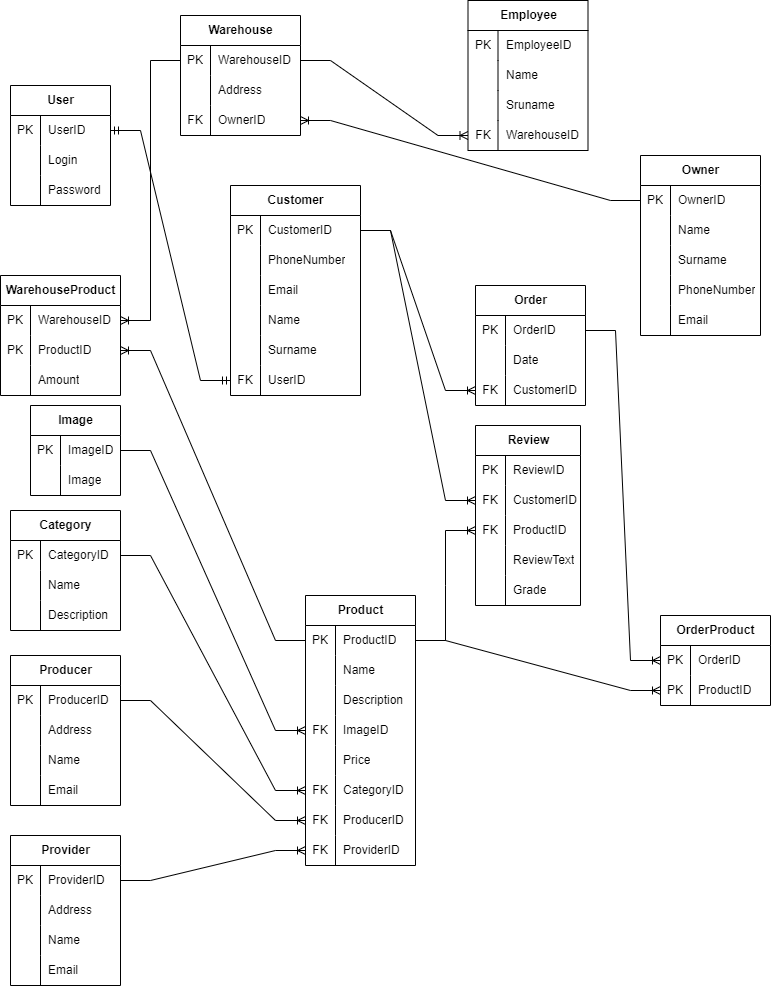 Employee
PK EmployeeID
Name
Sruname
FK WarehouseID
Warehouse
PK WarehouseID
Address
FK OwnerID
User
PK UserID
Login
Password
Owner
PK OwnerID
Name
Surname
PhoneNumber
Email
Customer
PK CustomerID
PhoneNumber
Email
Name
Surname
FK UserID
WarehouseProduct
PK WarehouseID
PK ProductID
Amount
Order
PK OrderID
Date
FK CustomerID
Image
PK ImageID
Image
Review
PK ReviewID
FK CustomerID
FK ProductID
ReviewText
Grade
Category
PK CategoryID
Name
Description
Product
PK ProductID
Name
Description
FK ImageID
Price
FK CategoryID
FK ProducerID
FK ProviderID
OrderProduct
PK OrderID
PK ProductID
Producer
PK ProducerID
Address
Name
Email
Provider
PK ProviderID
Address
Name
Email